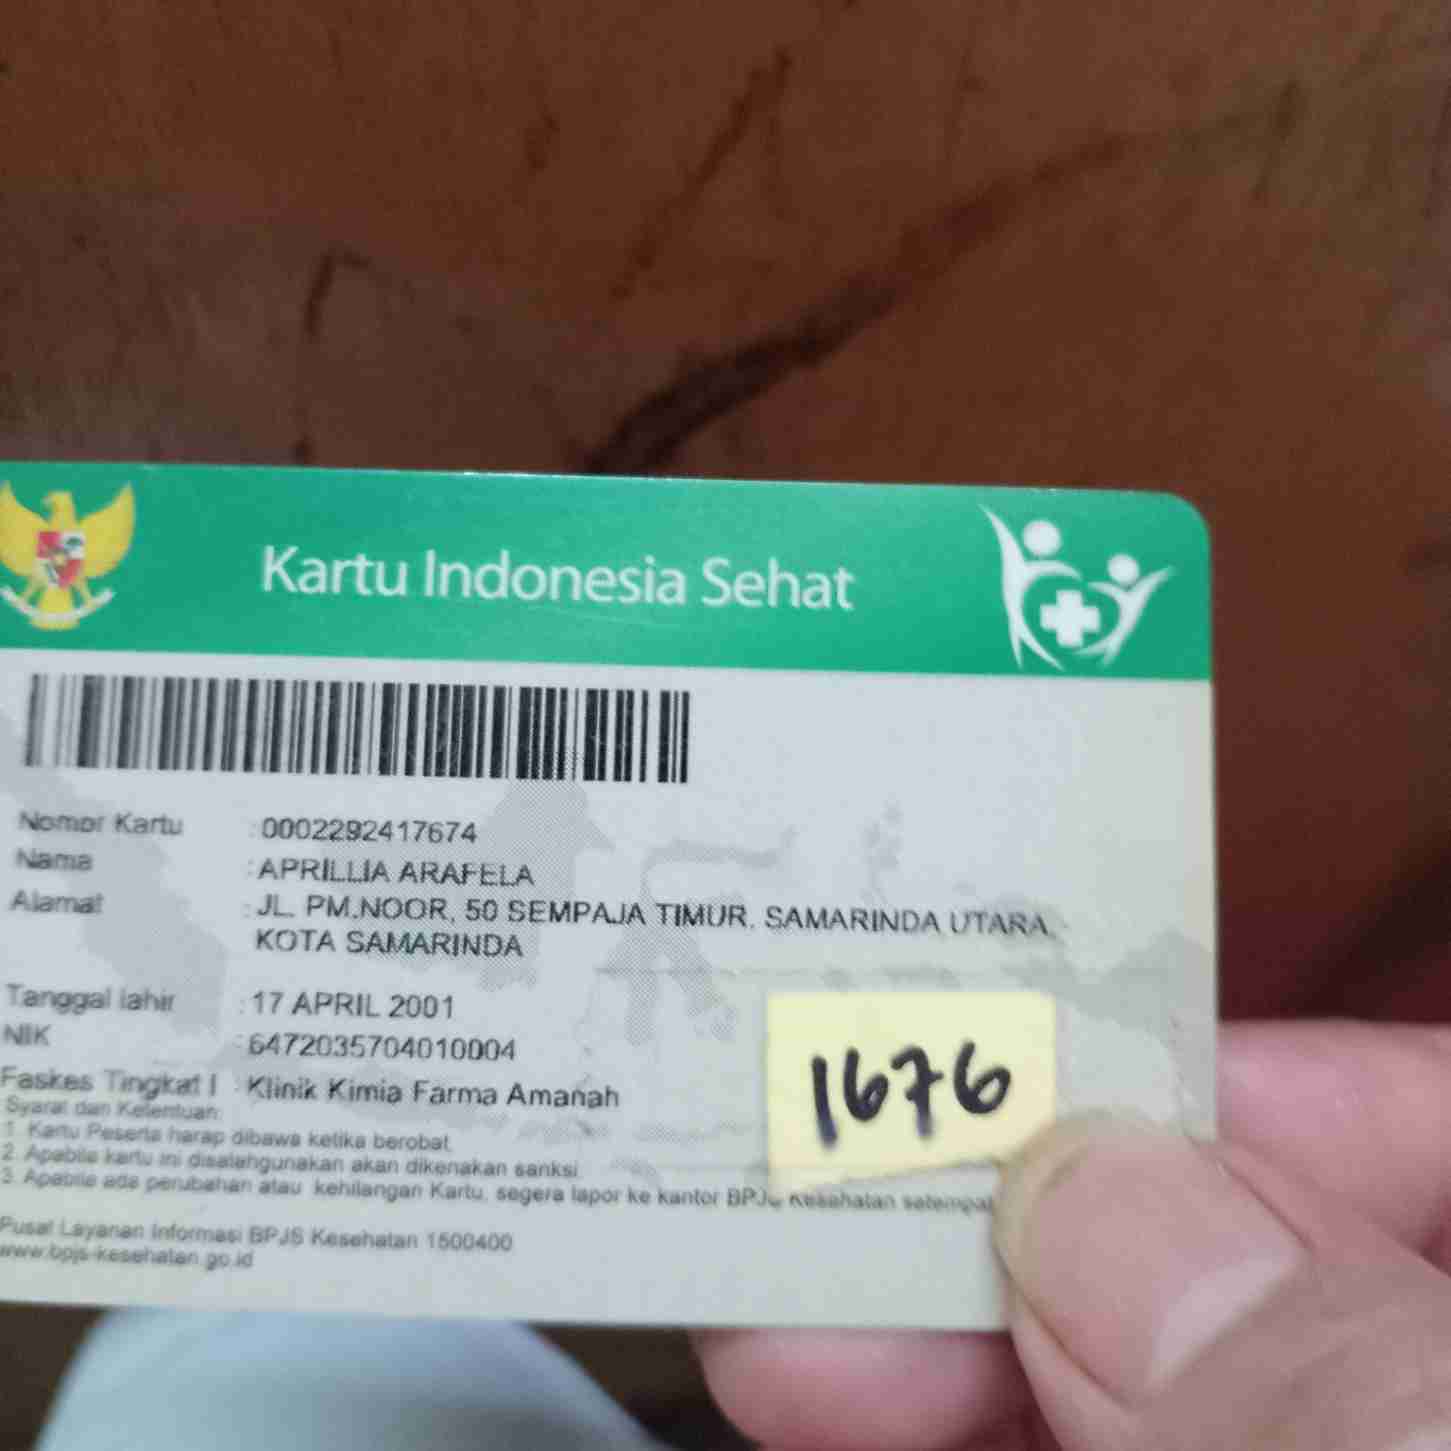 Kartu Indonesia Sehat
Nomor Kartu : 0002292417674
Nama : APRILLIA ARAFELA
Alamat : JL. PM.NOOR, 50 SEMPAJA TIMUR, SAMARINDA UTARA,
KOTA SAMARINDA
Tanggal lahir : 17 APRIL 2001
NIK : 6472035704010004
Faskes Tingkat I : Klinik Kimia Farma Amanah
Syarat dan Ketentuan:
1. Kartu Peserta harap dibawa ketika berobat.
2. Apabila kartu ini disalahgunakan akan dikenakan sanksi.
3. Apabila ada perubahan atau kehilangan Kartu, segera lapor ke kantor BPJS Kesehatan setempat
Pusat Layanan Informasi BPJS Kesehatan 1500400
www.bpjs-kesehatan.go.id
1676